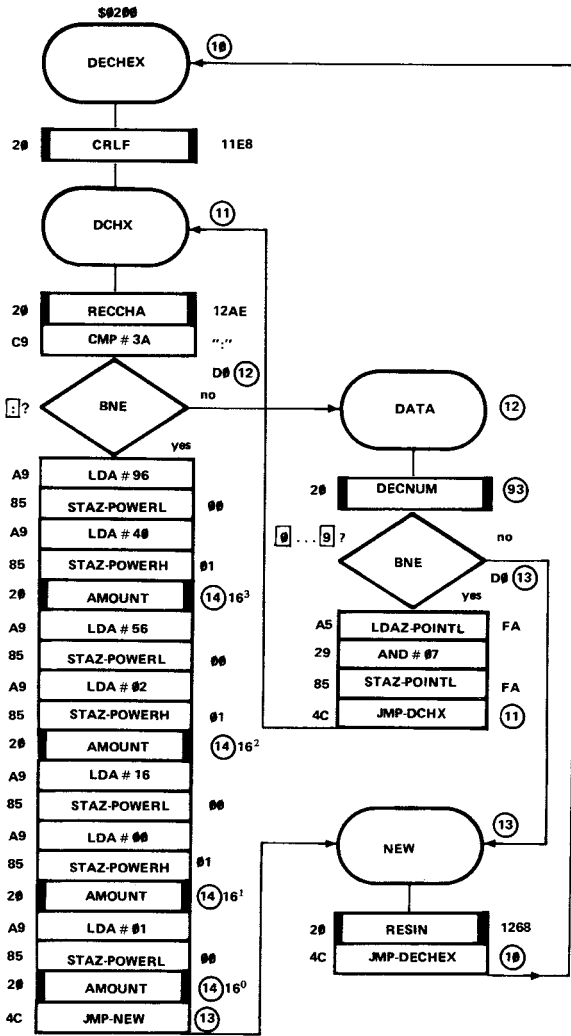 $0200
DECHEX 10
20 CRLF 11E8
DCHX 11
20 RECCHA 12AE
C9 CMP # 3A ":"
D0 12
: ? BNE no
yes
A9 LDA # 96
85 STAZ-POWERL 00
A9 LDA # 40
85 STAZ-POWERH 01
20 AMOUNT 14 16³
A9 LDA # 56
85 STAZ-POWERL 00
A9 LDA # 02
85 STAZ-POWERH 01
20 AMOUNT 14 16²
A9 LDA # 16
85 STAZ-POWERL 00
A9 LDA # 00
85 STAZ-POWERH 01
20 AMOUNT 14 16¹
A9 LDA # 01
85 STAZ-POWERL 00
20 AMOUNT 14 16⁰
4C JMP-NEW 13
DATA 12
20 DECNUM 93
0 ... 9 ? no
BNE
D0 13
yes
A5 LDAZ-POINTL FA
29 AND # 07
85 STAZ-POINTL FA
4C JMP-DCHX 11
13
NEW
20 RESIN 1268
4C JMP-DECHEX 10